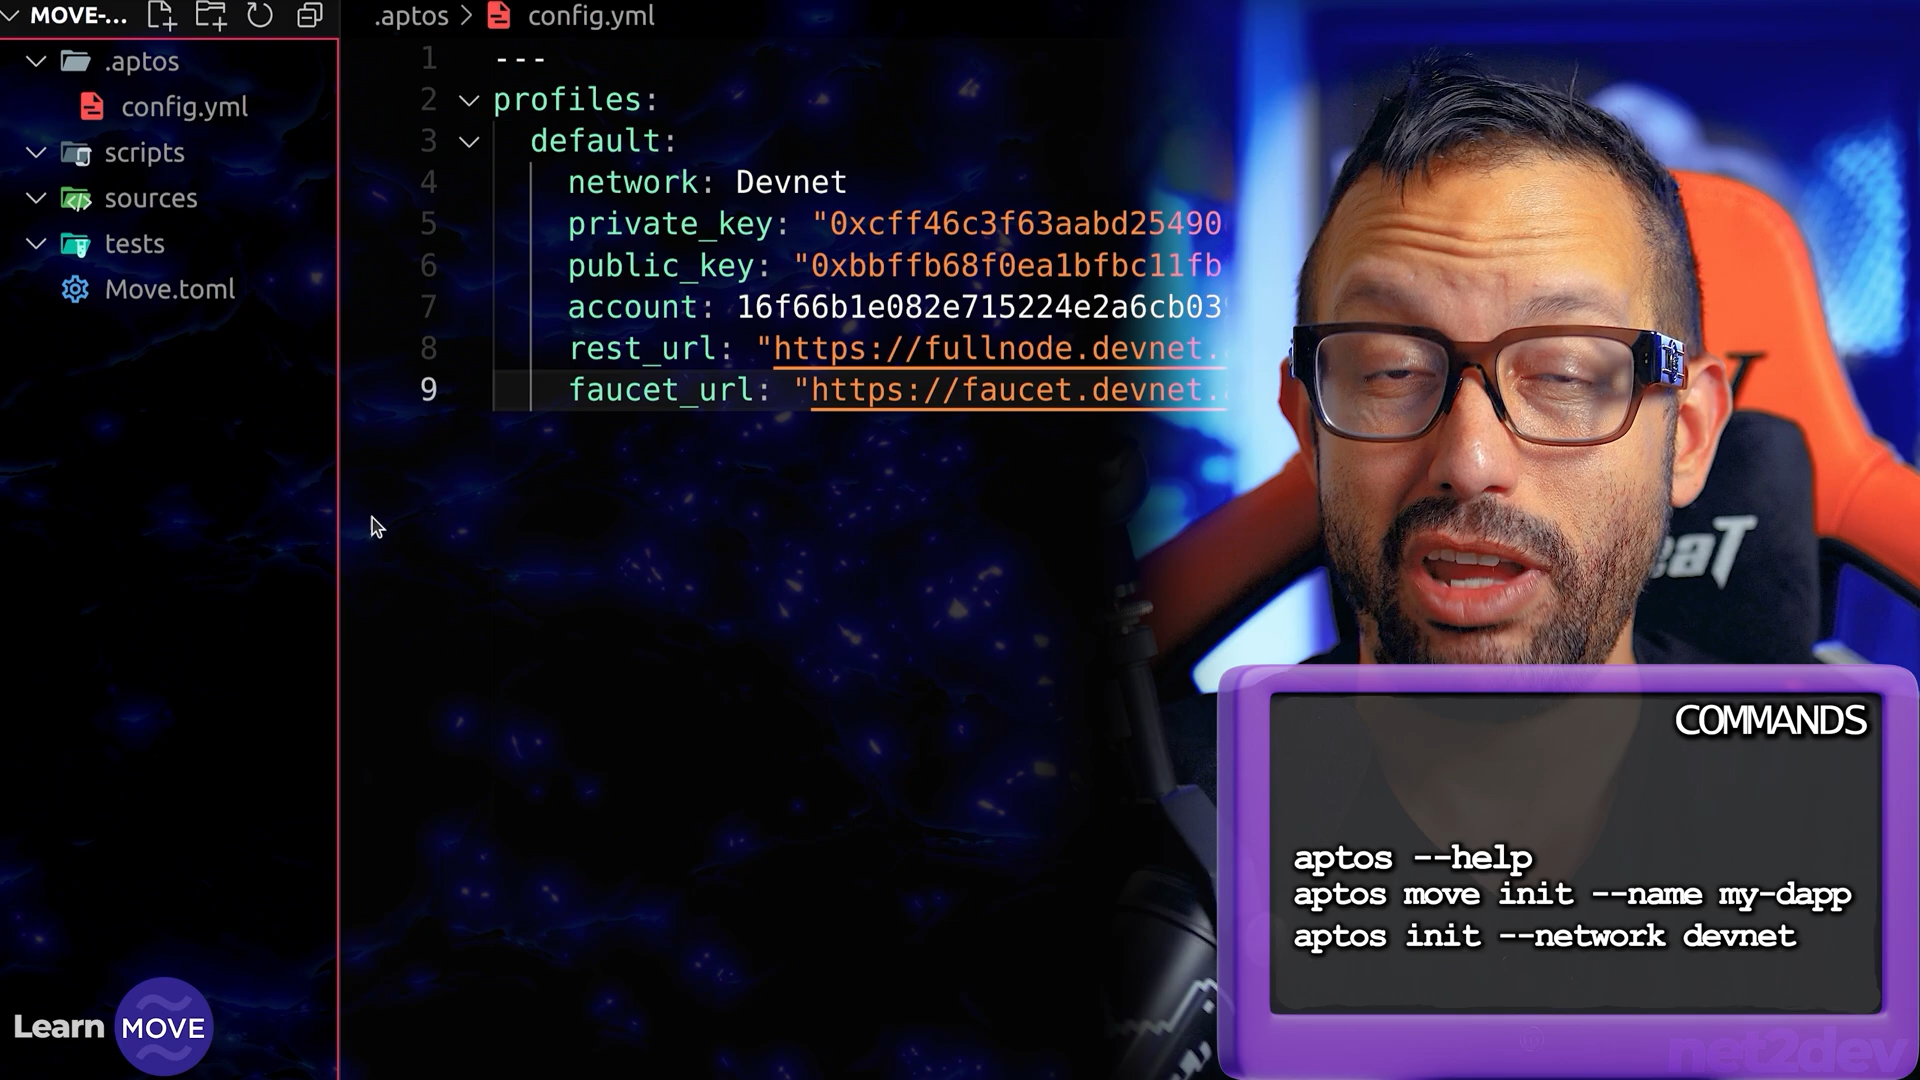 MOVE-...
.aptos
config.yml
scripts
sources
tests
Move.toml
.aptos > config.yml
1 ---
2 profiles:
3 default:
4 network: Devnet
5 private_key: "0xcff46c3f63aabd25490
6 public_key: "0xbbffb68f0ea1bfbc11fb
7 account: 16f66b1e082e715224e2a6cb03
8 rest_url: "https://fullnode.devnet.
9 faucet_url: "https://faucet.devnet.
COMMANDS
aptos --help
aptos move init --name my-dapp
aptos init --network devnet
Learn MOVE
net2dev